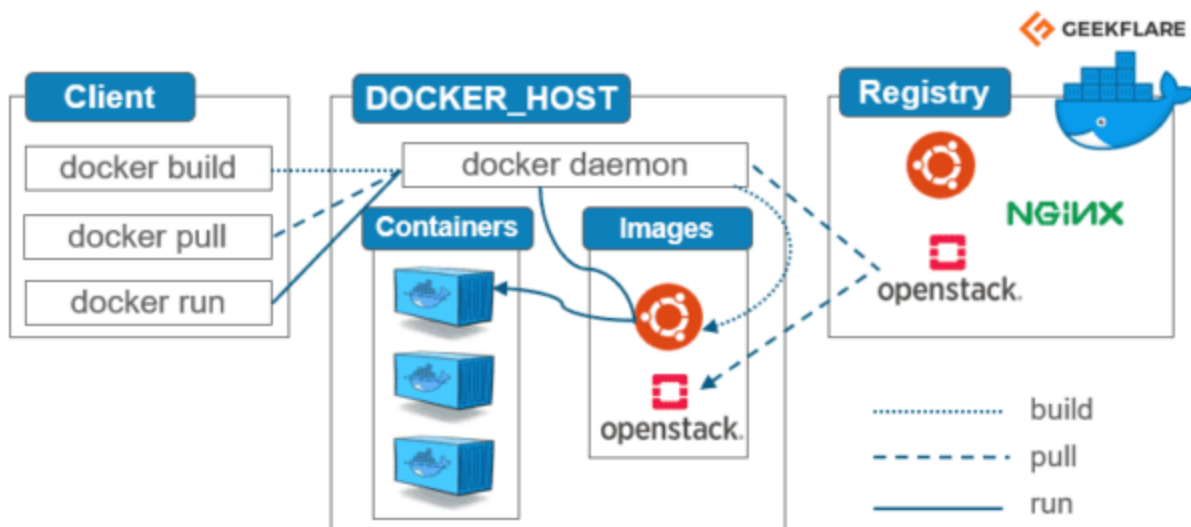 GEEKFLARE
Client
DOCKER_HOST
Registry
docker build
docker pull
docker run
docker daemon
Containers
Images
openstack.
NGiNX
openstack.
build
pull
run